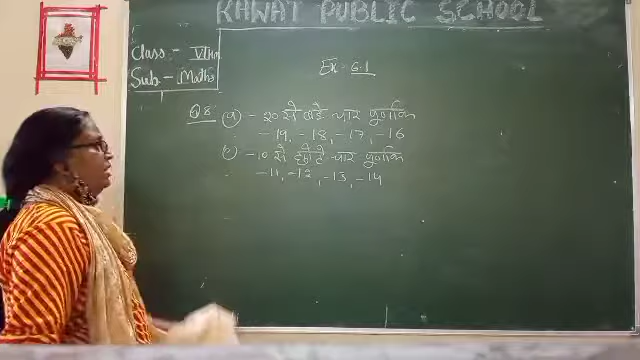 RAWAT PUBLIC SCHOOL
Class - VIth
Sub - Maths
Ex - 6.1
Q8 (a) - 20 से बड़े चार पूर्णांक
-19, -18, -17, -16
- 10 से छोटे चार पूर्णांक
-11, -12, -13, -14